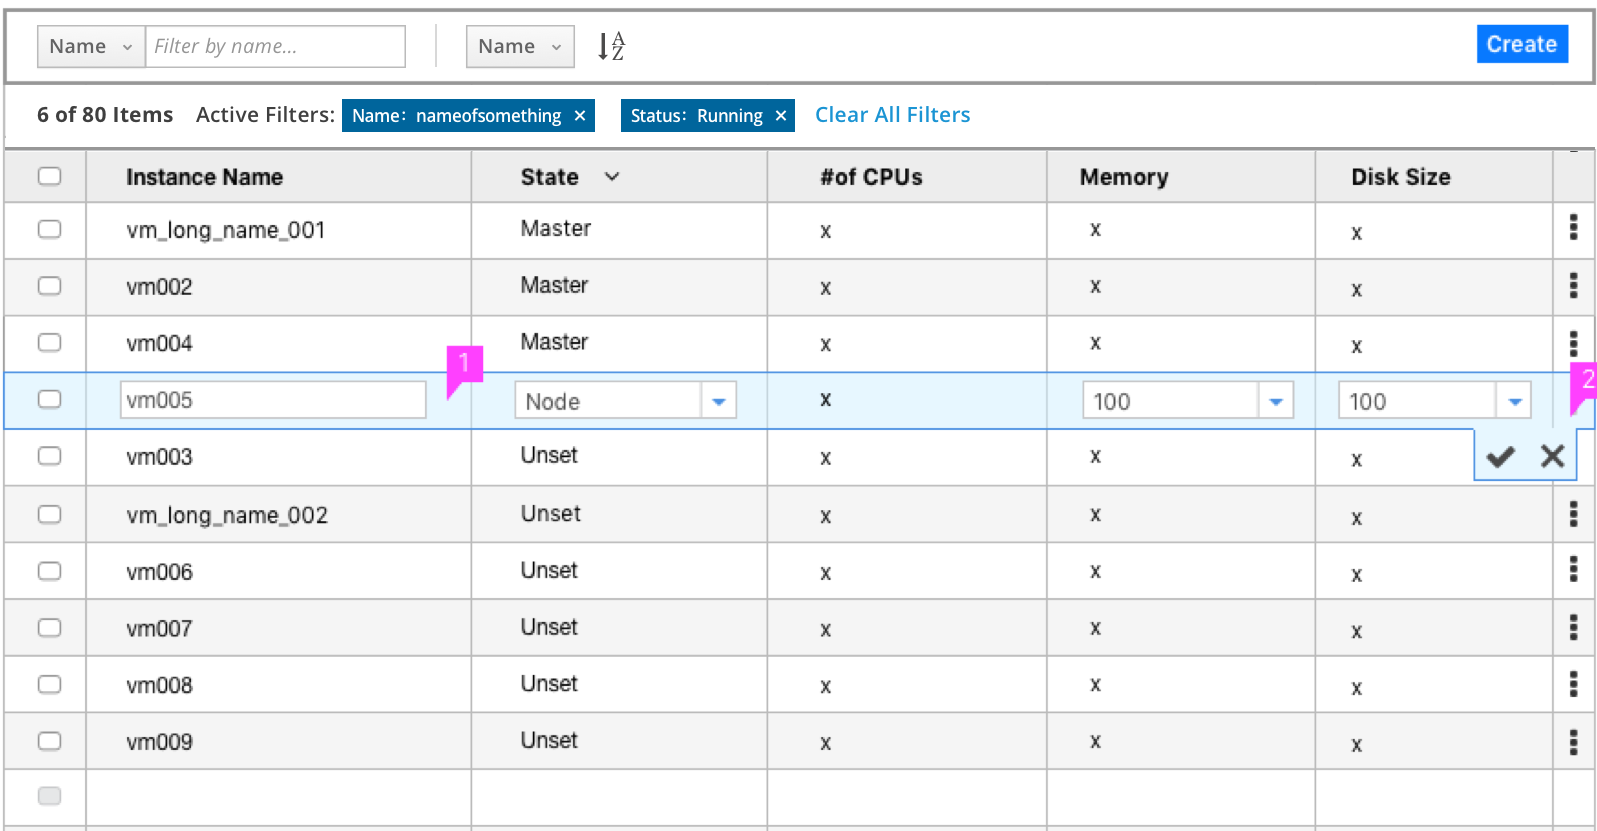 Name Filter by name... Name A Z Create
6 of 80 Items Active Filters: Name: nameofsomething × Status: Running × Clear All Filters
Instance Name State #of CPUs Memory Disk Size
vm_long_name_001 Master x x x
vm002 Master x x x
vm004 Master x x x
1 2
vm005 Node x 100 100
vm003 Unset x x x
vm_long_name_002 Unset x x x
vm006 Unset x x x
vm007 Unset x x x
vm008 Unset x x x
vm009 Unset x x x